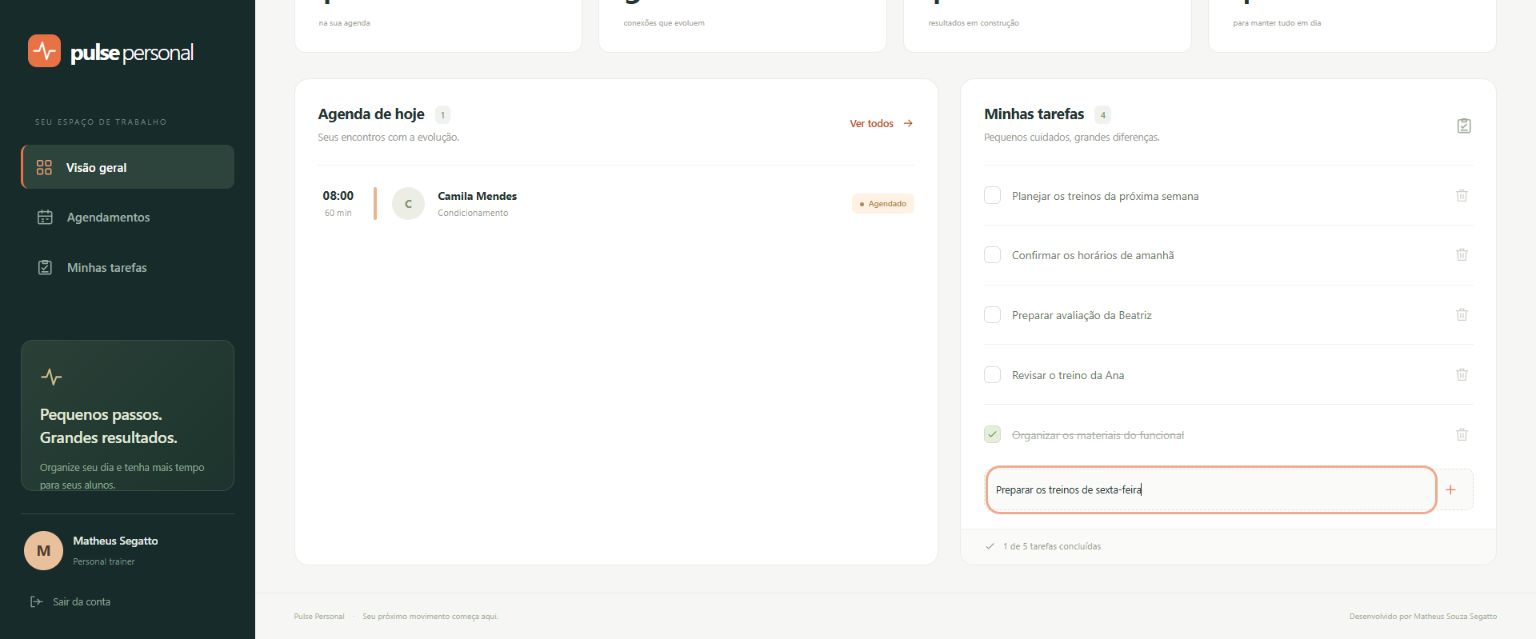 pulse personal
SEU ESPAÇO DE TRABALHO
Visão geral
Agendamentos
Minhas tarefas
Pequenos passos.
Grandes resultados.
Organize seu dia e tenha mais tempo
para seus alunos.
M
Matheus Segatto
Personal trainer
Sair da conta
na sua agenda
conexões que evoluem
resultados em construção
para manter tudo em dia
Agenda de hoje 1
Seus encontros com a evolução.
Ver todos
08:00
60 min
C
Camila Mendes
Condicionamento
Agendado
Minhas tarefas 4
Pequenos cuidados, grandes diferenças.
Planejar os treinos da próxima semana
Confirmar os horários de amanhã
Preparar avaliação da Beatriz
Revisar o treino da Ana
Organizar os materiais do funcional
Preparar os treinos de sexta-feira
1 de 5 tarefas concluídas
Pulse Personal · Seu próximo movimento começa aqui.
Desenvolvido por Matheus Souza Segatto